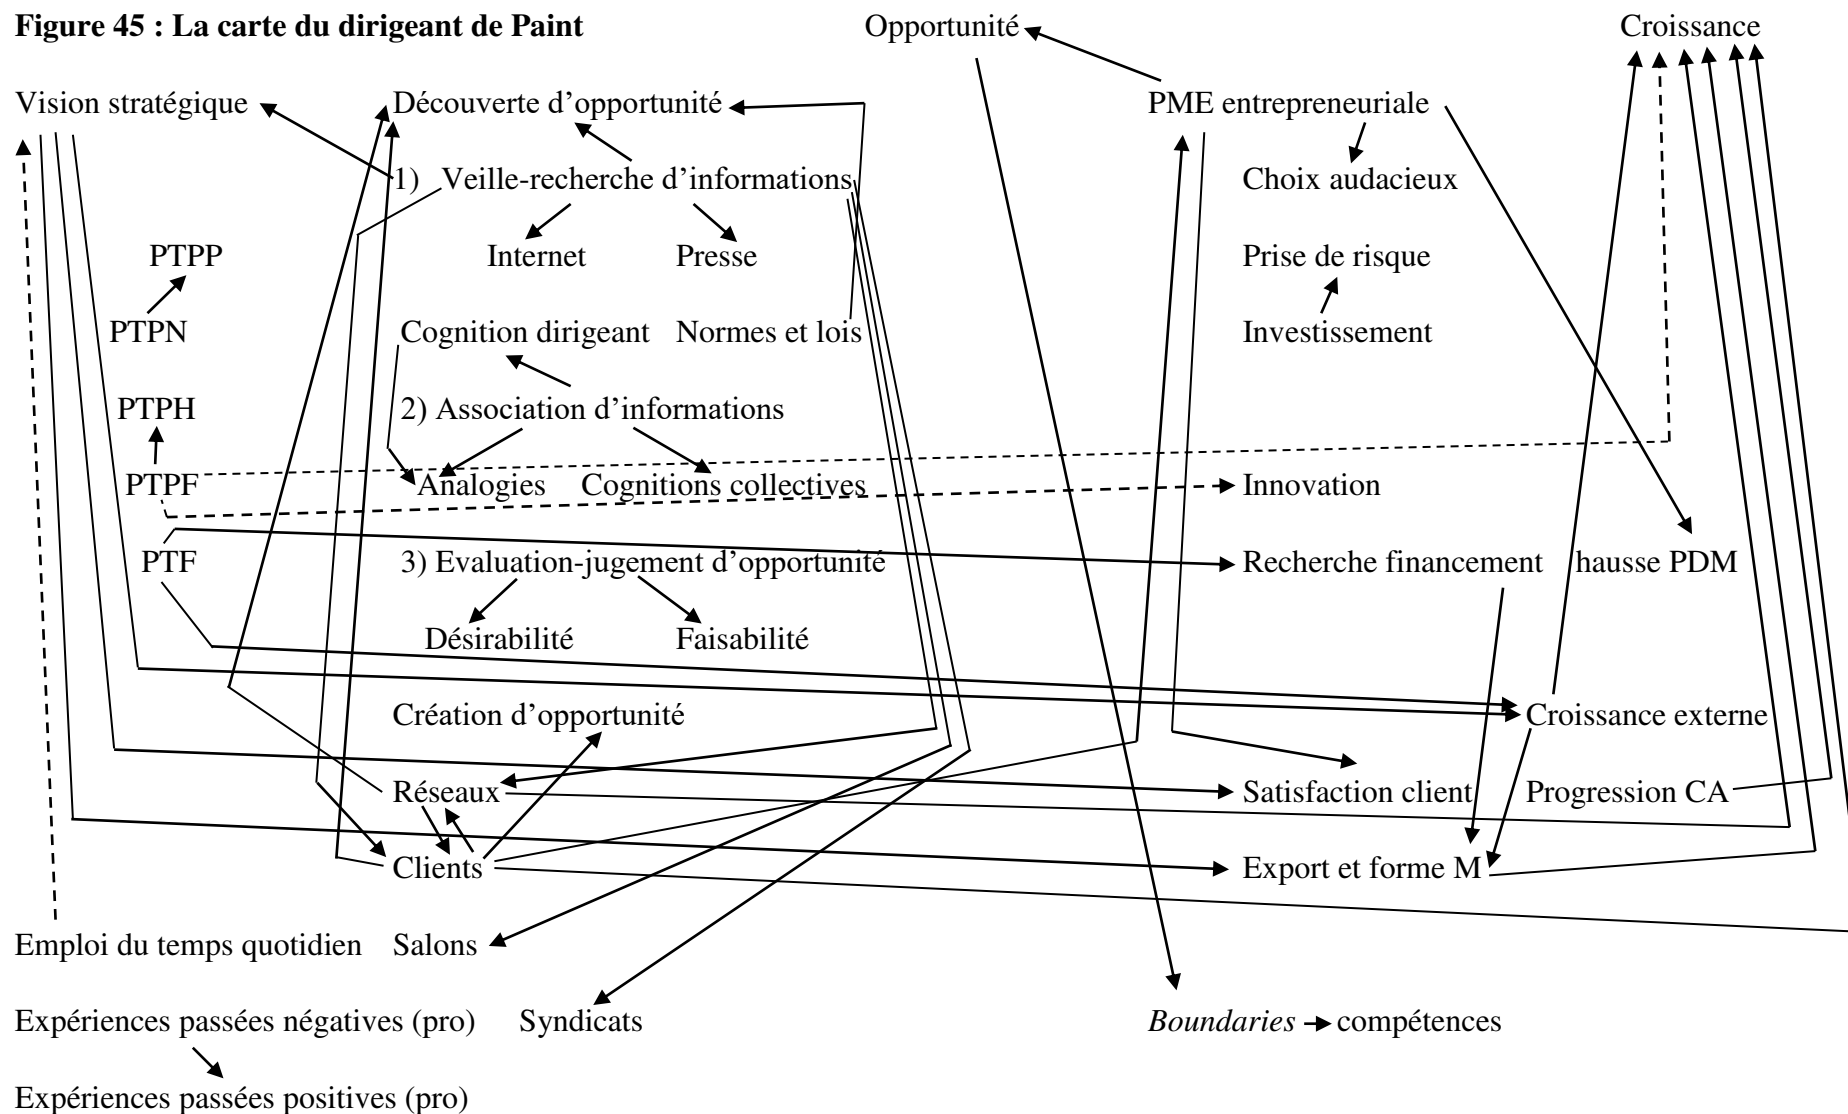 Figure 45 : La carte du dirigeant de Paint Opportunité Croissance
Vision stratégique Découverte d'opportunité PME entrepreneuriale
1) Veille-recherche d'informations Choix audacieux
PTPP Internet Presse Prise de risque
PTPN Cognition dirigeant Normes et lois Investissement
PTPH 2) Association d'informations
PTPF Analogies Cognitions collectives Innovation
PTF 3) Evaluation-jugement d'opportunité Recherche financement hausse PDM
Désirabilité Faisabilité
Création d'opportunité Croissance externe
Réseaux Satisfaction client Progression CA
Clients Export et forme M
Emploi du temps quotidien Salons
Expériences passées négatives (pro) Syndicats Boundaries compétences
Expériences passées positives (pro)